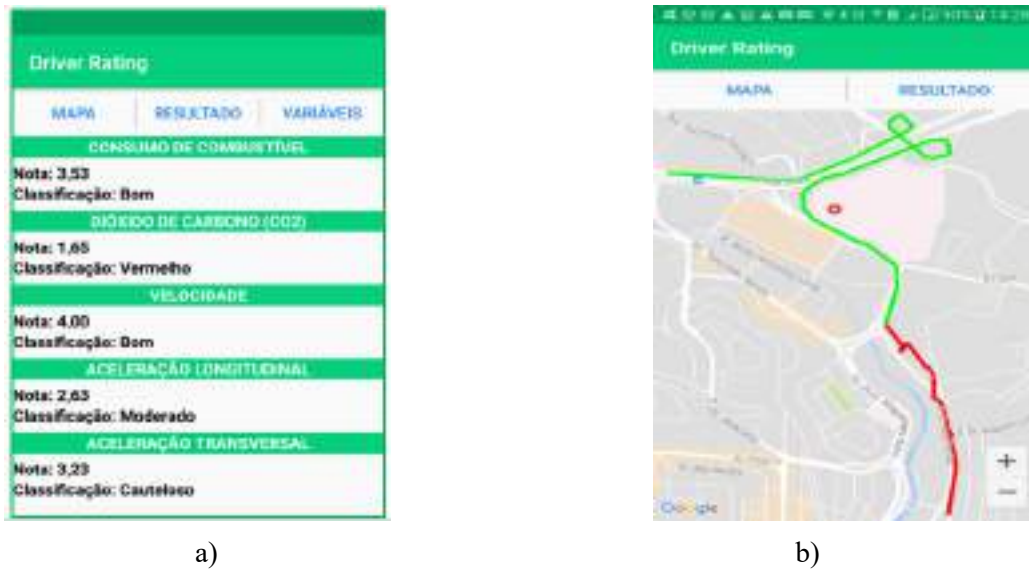 Driver Rating
MAPA RESULTADO VARIÁVEIS
CONSUMO DE COMBUSTÍVEL
Nota: 3,53
Classificação: Bom
DIÓXIDO DE CARBONO (CO2)
Nota: 1,65
Classificação: Vermelho
VELOCIDADE
Nota: 4,00
Classificação: Bom
ACELERAÇÃO LONGITUDINAL
Nota: 2,63
Classificação: Moderado
ACELERAÇÃO TRANSVERSAL
Nota: 3,23
Classificação: Cauteloso
a)
Driver Rating
MAPA RESULTADO
+
−
Google
b)